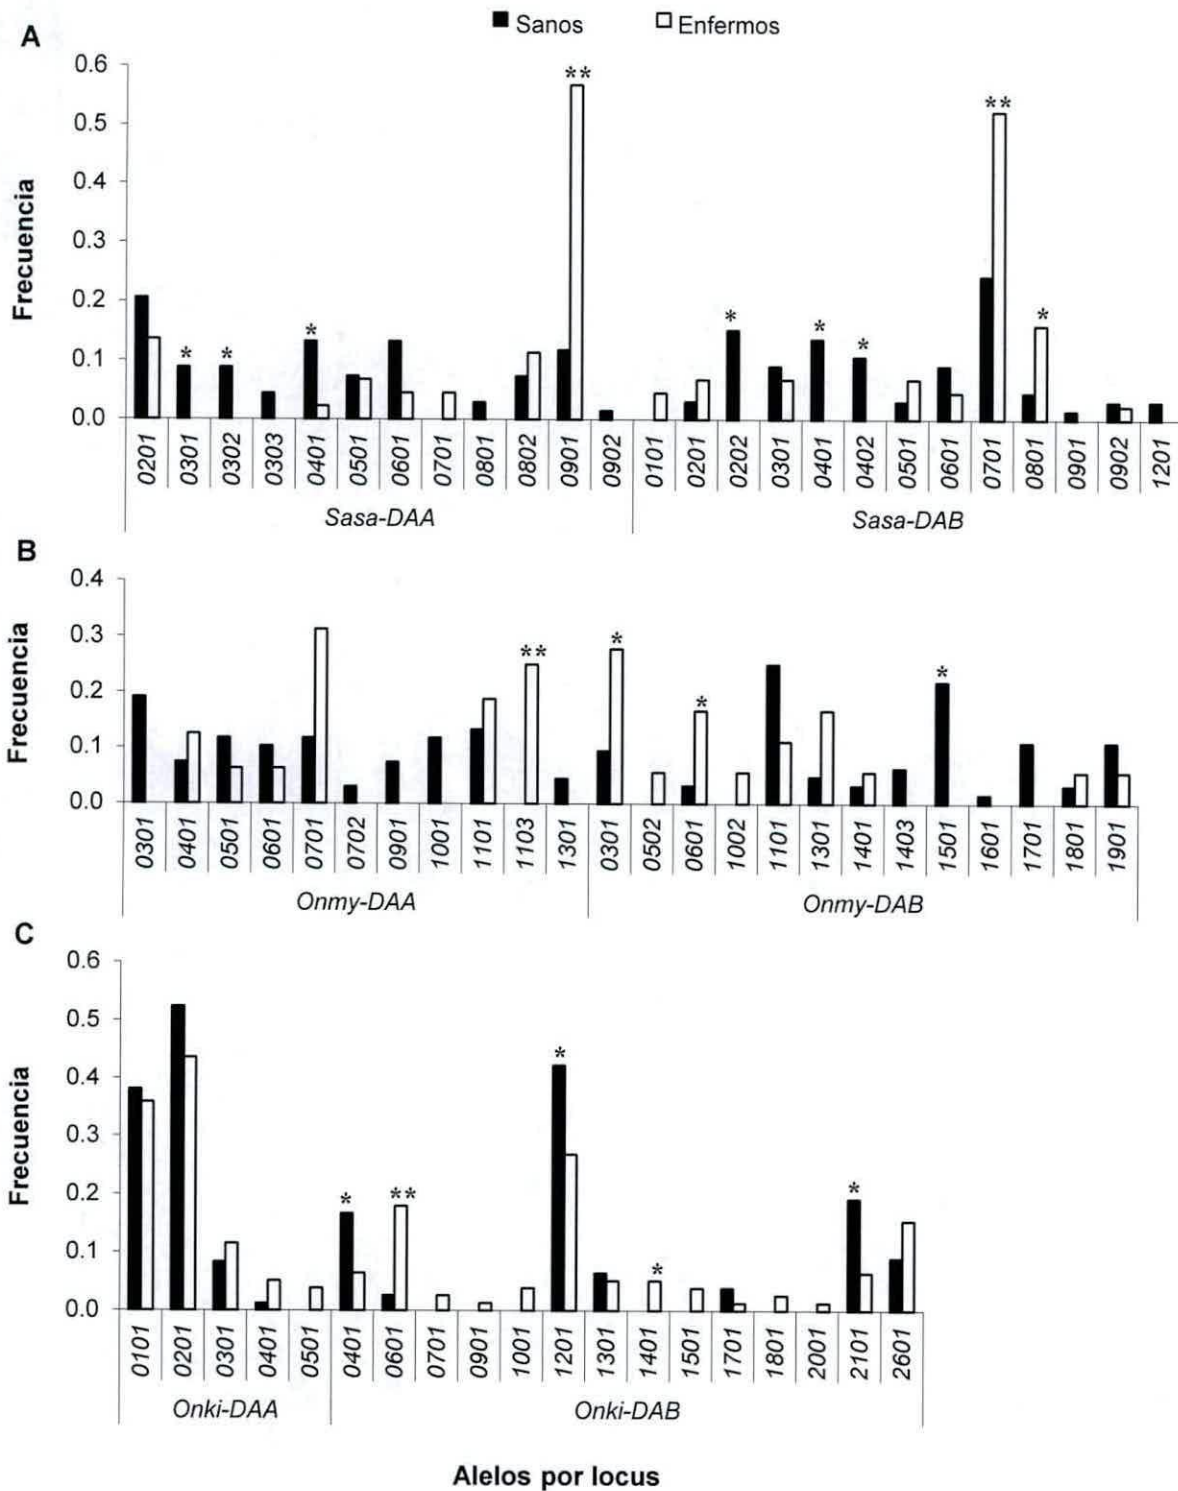 Sanos Enfermos
A
0.6
**
**
0.5
0.4
Frecuencia
0.3
0.2
* * * * * * *
0.1
0.0
0201 0301 0302 0303 0401 0501 0601 0701 0801 0802 0901 0902 0101 0201 0202 0301 0401 0402 0501 0601 0701 0801 0901 0902 1201
Sasa-DAA Sasa-DAB
B
0.4
0.3
** * * *
Frecuencia
0.2
0.1
0.0
0301 0401 0501 0601 0701 0702 0901 1001 1101 1103 1301 0301 0502 0601 1002 1101 1301 1401 1403 1501 1601 1701 1801 1901
Onmy-DAA Onmy-DAB
C
0.6
0.5
0.4
Frecuencia
0.3
* ** * * *
0.2
0.1
0.0
0101 0201 0301 0401 0501 0401 0601 0701 0901 1001 1201 1301 1401 1501 1701 1801 2001 2101 2601
Onki-DAA Onki-DAB
Alelos por locus